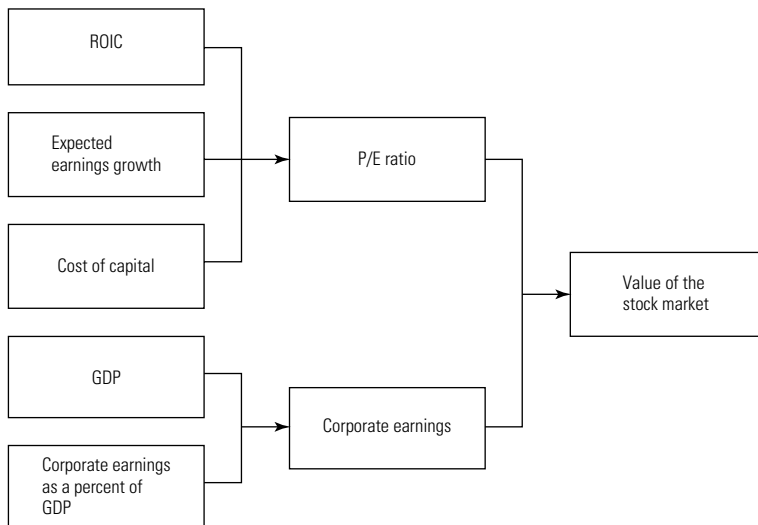 ROIC
Expected
earnings growth
P/E ratio
Cost of capital
Value of the
stock market
GDP
Corporate earnings
Corporate earnings
as a percent of
GDP